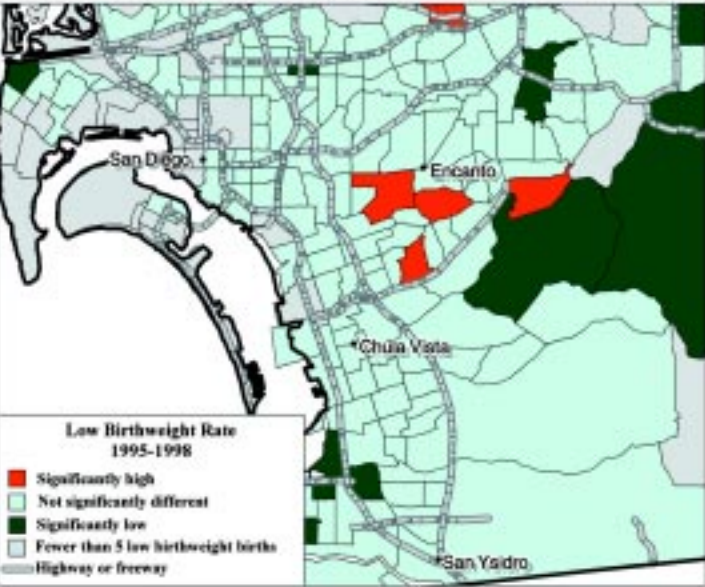 San Diego
Encanto
Chula Vista
Low Birthweight Rate
1995-1998
Significantly high
Not significantly different
Significantly low
Fewer than 5 low birthweight births
Highway or freeway
San Ysidro